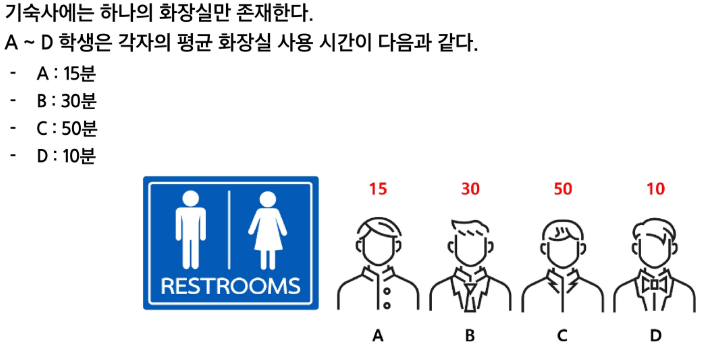 기숙사에는 하나의 화장실만 존재한다.
A ~ D 학생은 각자의 평균 화장실 사용 시간이 다음과 같다.
- A : 15분
- B : 30분
- C : 50분
- D : 10분
15 30 50 10
RESTROOMS
A B C D